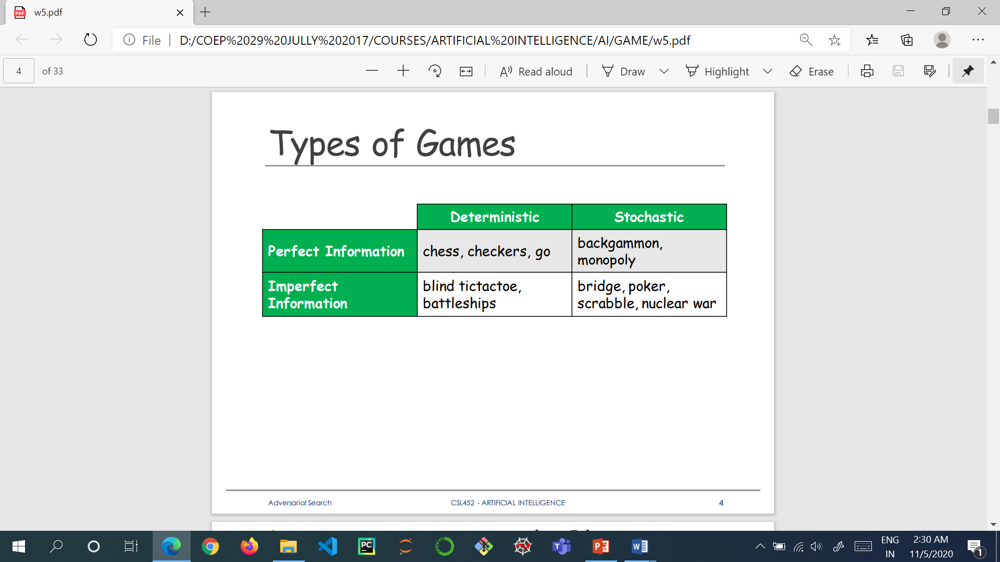 w5.pdf
File
D:/COEP%2029%20JULLY%202017/COURSES/ARTIFICIAL%20INTELLIGENCE/AI/GAME/w5.pdf
4 of 33
Read aloud
Draw
Highlight
Erase
Types of Games
Deterministic
Stochastic
Perfect Information
chess, checkers, go
backgammon,
monopoly
Imperfect
Information
blind tictactoe,
battleships
bridge, poker,
scrabble, nuclear war
Adversarial Search
CSL452 - ARTIFICIAL INTELLIGENCE
4
ENG
IN
2:30 AM
11/5/2020
1